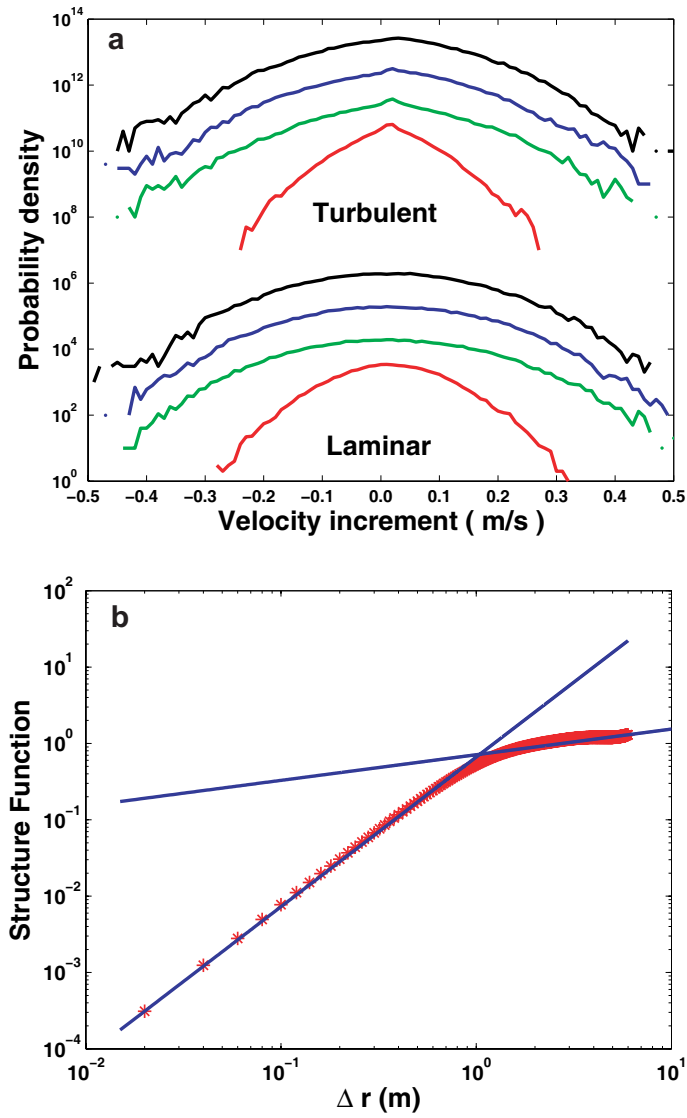 a
Probability density
10^14
10^12
10^10
10^8
10^6
10^4
10^2
10^0
Turbulent
Laminar
−0.5 −0.4 −0.3 −0.2 −0.1 0.0 0.1 0.2 0.3 0.4 0.5
Velocity increment ( m/s )
b
Structure Function
10^2
10^1
10^0
10^−1
10^−2
10^−3
10^−4
10^−2 10^−1 10^0 10^1
Δ r (m)